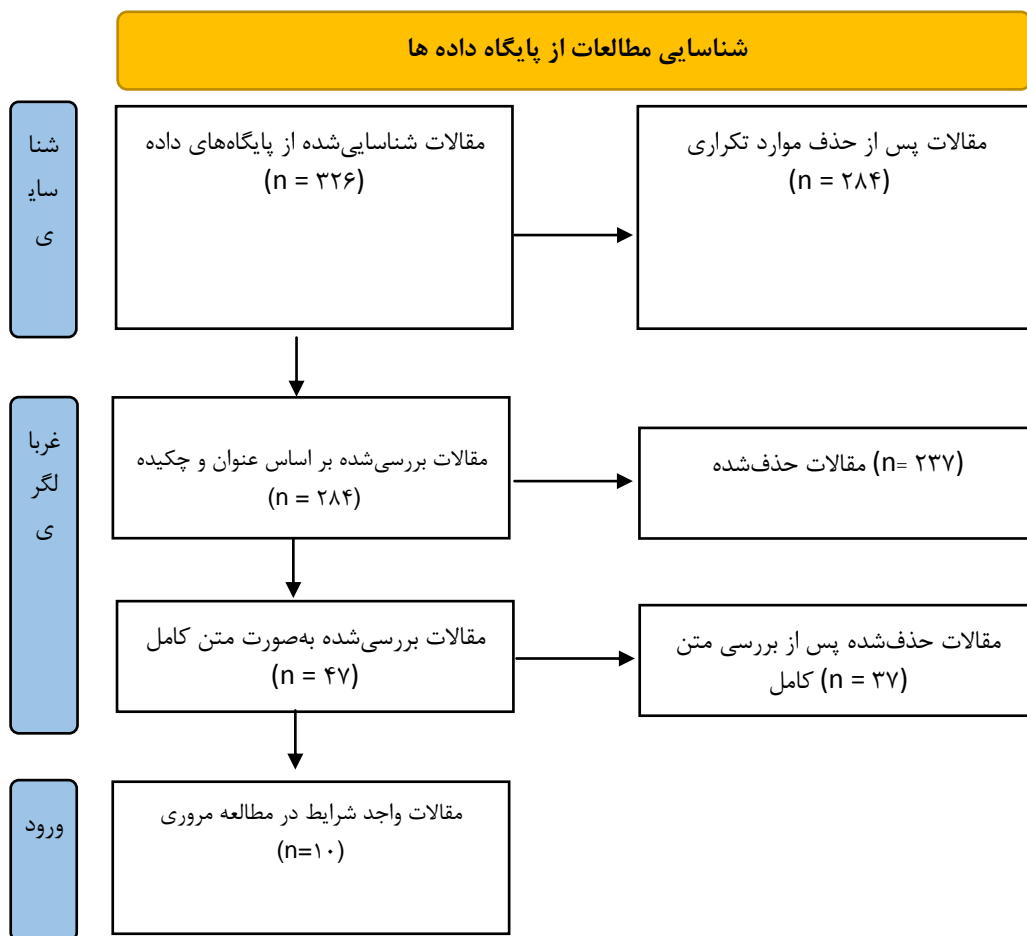 شناسایی مطالعات از پایگاه داده ها
شنا
سای
ی
مقالات شناسایی‌شده از پایگاه‌های داده
(n = ۳۲۶)
مقالات پس از حذف موارد تکراری
(n = ۲۸۴)
غربا
لگر
ی
مقالات بررسی‌شده بر اساس عنوان و چکیده
(n = ۲۸۴)
مقالات حذف‌شده (n= ۲۳۷)
مقالات بررسی‌شده به‌صورت متن کامل
(n = ۴۷)
مقالات حذف‌شده پس از بررسی متن
کامل (n = ۳۷)
ورود
مقالات واجد شرایط در مطالعه مروری
(n=۱۰)